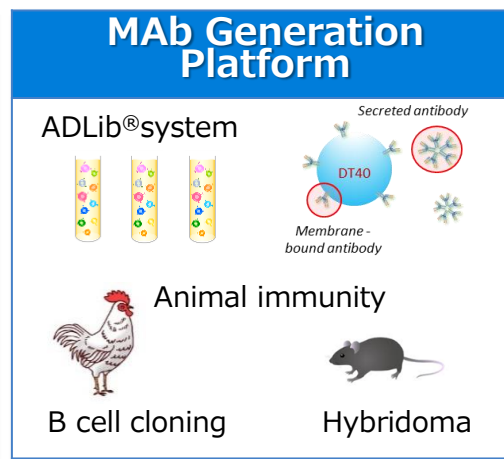 MAb Generation
Platform
ADLib®system
Secreted antibody
DT40
Membrane -
bound antibody
Animal immunity
B cell cloning
Hybridoma